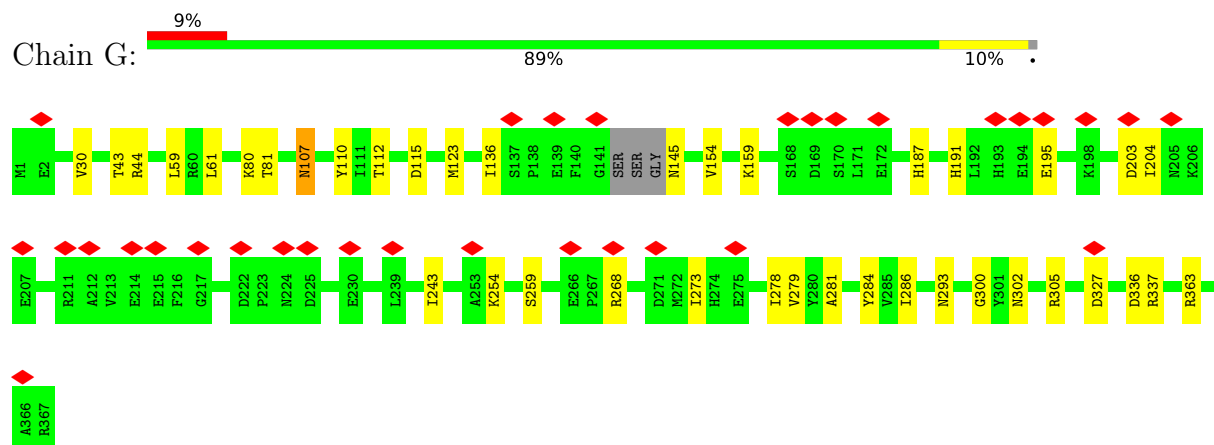 9%
Chain G:
89% 10% •
M1 E2 V30 T43 R44 L59 R60 L61 K80 T81 N107 Y110 I111 T112 D115 M123 I136 S137 P138 E139 F140 G141 SER SER GLY N145 V154 K159 S168 D169 S170 L171 E172 H187 H191 L192 H193 E194 E195 K198 D203 I204 N205 K206
E207 R211 A212 V213 E214 E215 F216 G217 D222 P223 N224 D225 E230 L239 I243 A253 K254 S259 E266 P267 R268 D271 M272 I273 H274 E275 I278 V279 Y280 A281 Y284 V285 I286 N293 G300 Y301 N302 R305 D327 D336 R337 R363
A366 R367